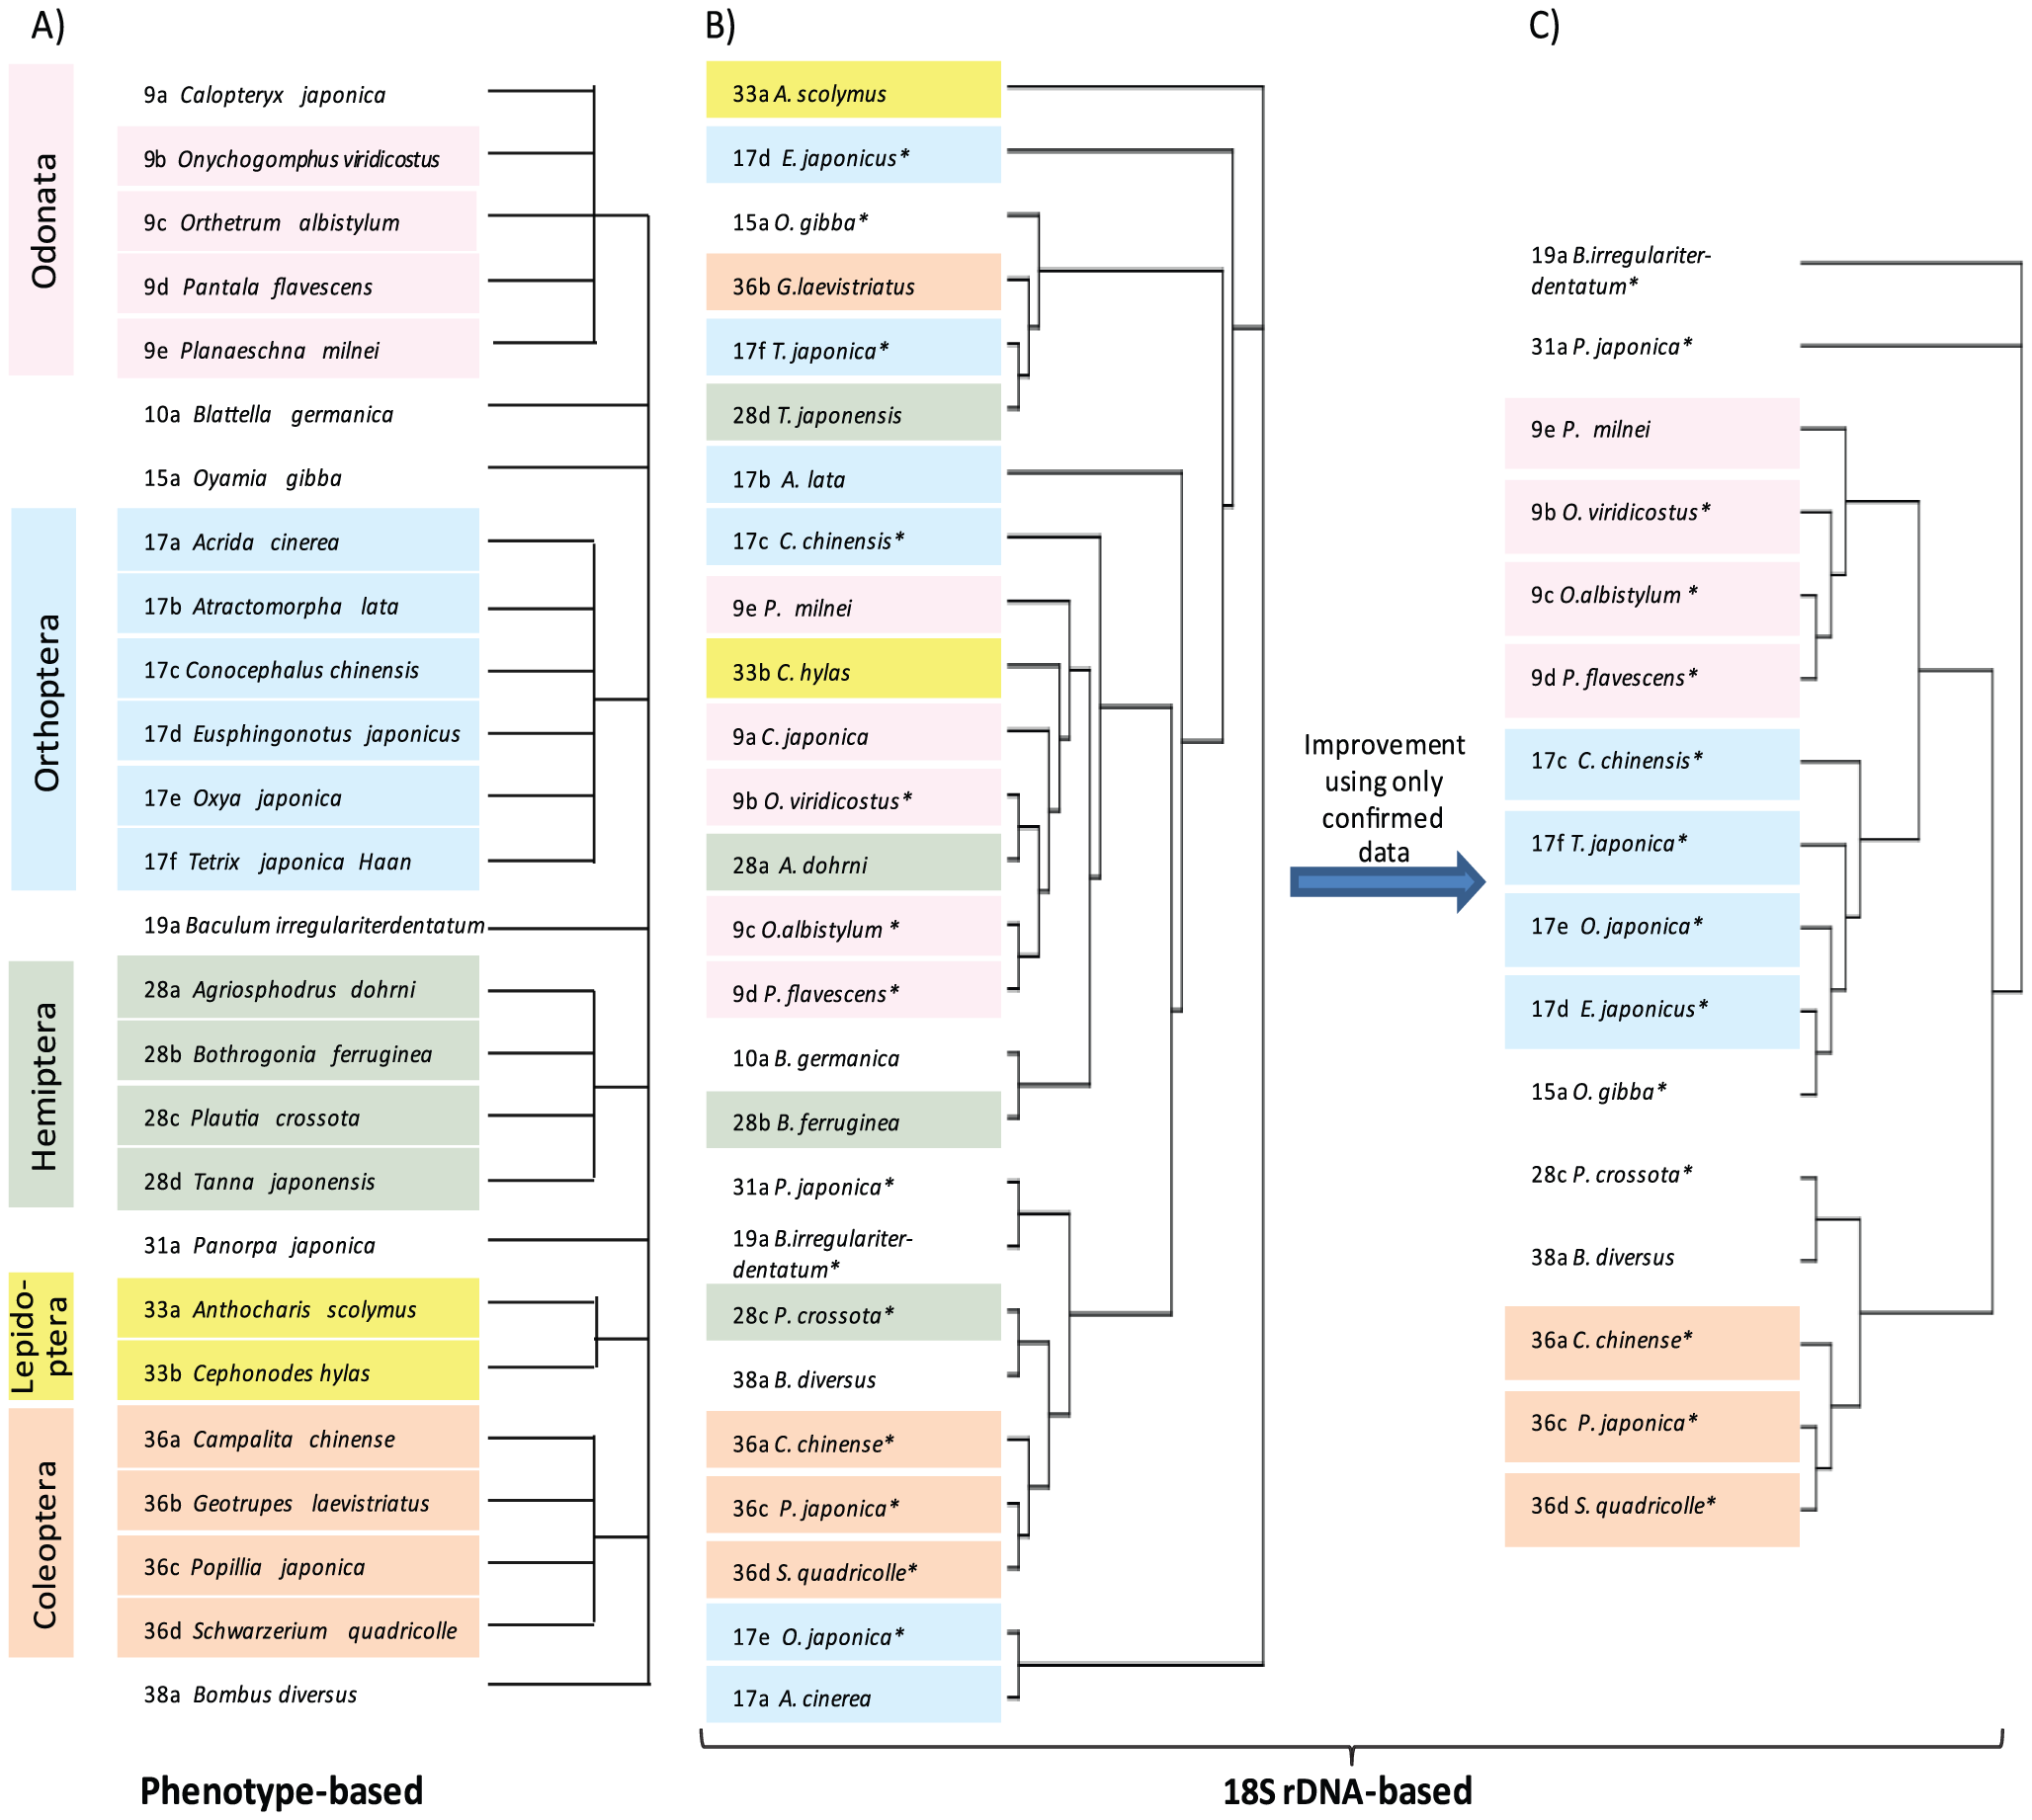 A)
Odonata
9a Calopteryx japonica
9b Onychogomphus viridicostus
9c Orthetrum albistylum
9d Pantala flavescens
9e Planaeschna milnei
10a Blattella germanica
15a Oyamia gibba
Orthoptera
17a Acrida cinerea
17b Atractomorpha lata
17c Conocephalus chinensis
17d Eusphingonotus japonicus
17e Oxya japonica
17f Tetrix japonica Haan
19a Baculum irregulariterdentatum
Hemiptera
28a Agriosphodrus dohrni
28b Bothrogonia ferruginea
28c Plautia crossota
28d Tanna japonensis
31a Panorpa japonica
Lepido-
ptera
33a Anthocharis scolymus
33b Cephonodes hylas
Coleoptera
36a Campalita chinense
36b Geotrupes laevistriatus
36c Popillia japonica
36d Schwarzerium quadricolle
38a Bombus diversus
Phenotype-based
B)
33a A. scolymus
17d E. japonicus*
15a O. gibba*
36b G.laevistriatus
17f T. japonica*
28d T. japonensis
17b A. lata
17c C. chinensis*
9e P. milnei
33b C. hylas
9a C. japonica
9b O. viridicostus*
28a A. dohrni
9c O.albistylum *
9d P. flavescens*
10a B. germanica
28b B. ferruginea
31a P. japonica*
19a B.irregulariter-
dentatum*
28c P. crossota*
38a B. diversus
36a C. chinense*
36c P. japonica*
36d S. quadricolle*
17e O. japonica*
17a A. cinerea
Improvement
using only
confirmed
data
C)
19a B.irregulariter-
dentatum*
31a P. japonica*
9e P. milnei
9b O. viridicostus*
9c O.albistylum *
9d P. flavescens*
17c C. chinensis*
17f T. japonica*
17e O. japonica*
17d E. japonicus*
15a O. gibba*
28c P. crossota*
38a B. diversus
36a C. chinense*
36c P. japonica*
36d S. quadricolle*
18S rDNA-based